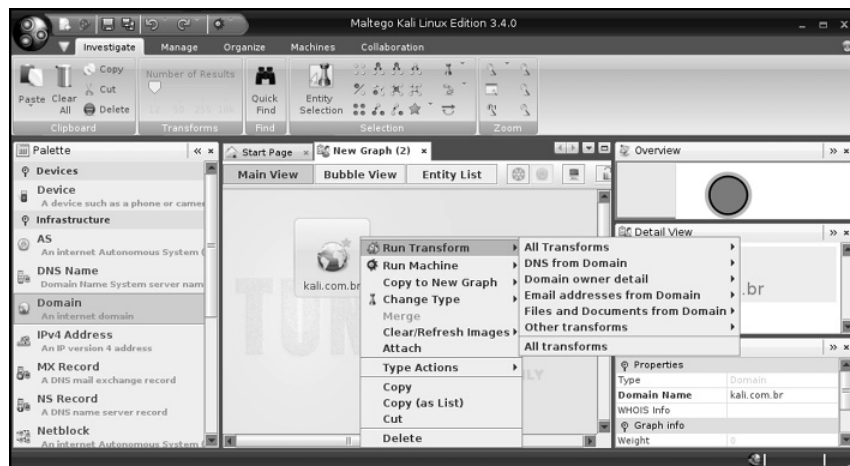 Maltego Kali Linux Edition 3.4.0
Investigate Manage Organize Machines Collaboration
Paste
Clear All
Copy
Cut
Delete
Clipboard
Number of Results
Transforms
Quick Find
Find
Entity Selection
Selection
Zoom
Palette
Devices
Device
A device such as a phone or camer
Infrastructure
AS
An internet Autonomous System (
DNS Name
Domain Name System server nam
Domain
An internet domain
IPv4 Address
An IP version 4 address
MX Record
A DNS mail exchange record
NS Record
A DNS name server record
Netblock
An internet Autonomous System (
Start Page
New Graph (2)
Main View Bubble View Entity List
kali.com.br
Run Transform
Run Machine
Copy to New Graph
Change Type
Merge
Clear/Refresh Images
Attach
Type Actions
Copy
Copy (as List)
Cut
Delete
All Transforms
DNS from Domain
Domain owner detail
Email addresses from Domain
Files and Documents from Domain
Other transforms
All transforms
Overview
Detail View
.br
Properties
Type Domain
Domain Name kali.com.br
WHOIS Info
Graph info
Weight 0